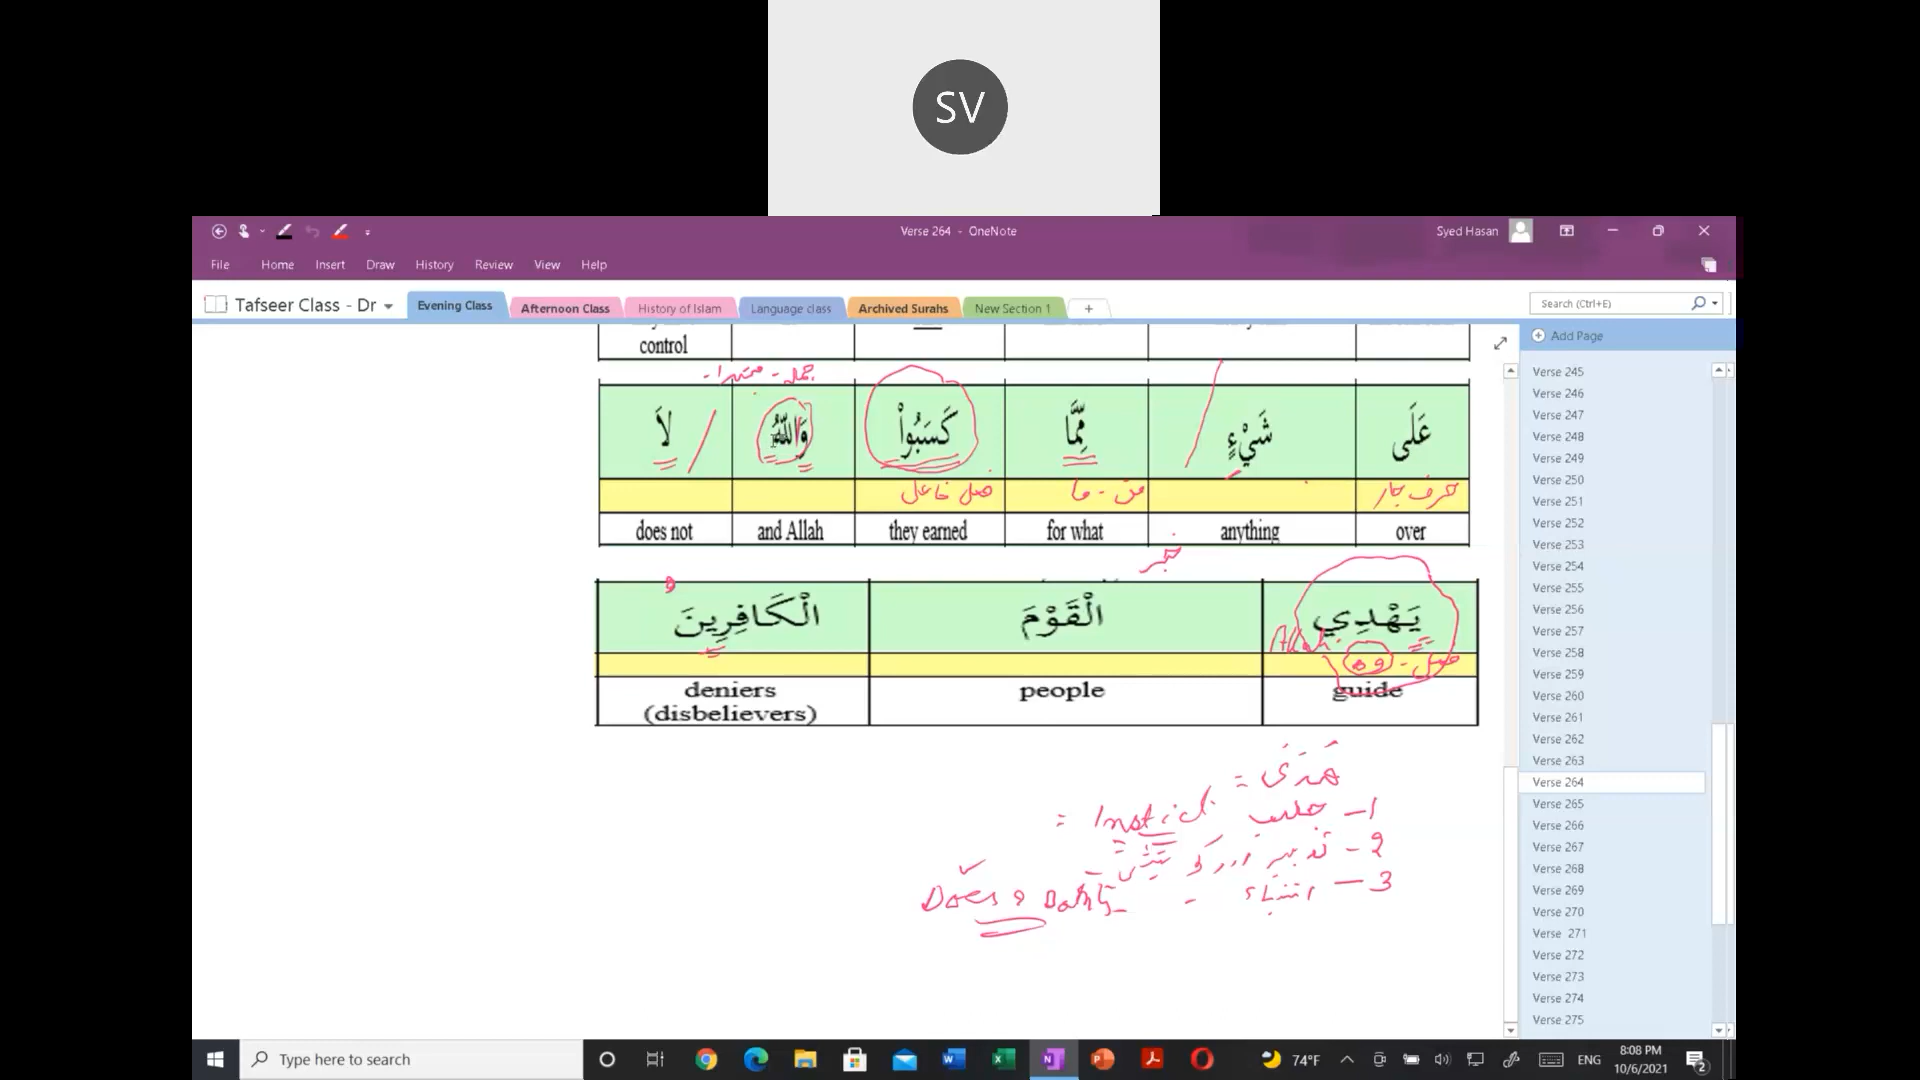 SV
Verse 264 - OneNote
Syed Hasan
File Home Insert Draw History Review View Help
Tafseer Class - Dr
Evening Class Afternoon Class History of Islam Language class Archived Surahs New Section 1 +
Search (Ctrl+E)
Add Page
control
جملہ - مبتدا -
عَلَى شَيْءٍ مِّمَّا كَسَبُواْ وَاللّهُ لاَ
حرف جار من - ما فعل فاعل
over anything for what they earned and Allah does not
خبر
يَهْدِي الْقَوْمَ الْكَافِرِينَ
Allah
فعل - هو
guide people deniers
(disbelievers)
هَدَى =
1- Instict =
2-
3 - انتباه - Does &
Verse 245
Verse 246
Verse 247
Verse 248
Verse 249
Verse 250
Verse 251
Verse 252
Verse 253
Verse 254
Verse 255
Verse 256
Verse 257
Verse 258
Verse 259
Verse 260
Verse 261
Verse 262
Verse 263
Verse 264
Verse 265
Verse 266
Verse 267
Verse 268
Verse 269
Verse 270
Verse 271
Verse 272
Verse 273
Verse 274
Verse 275
Type here to search
74°F
ENG
8:08 PM
10/6/2021
2